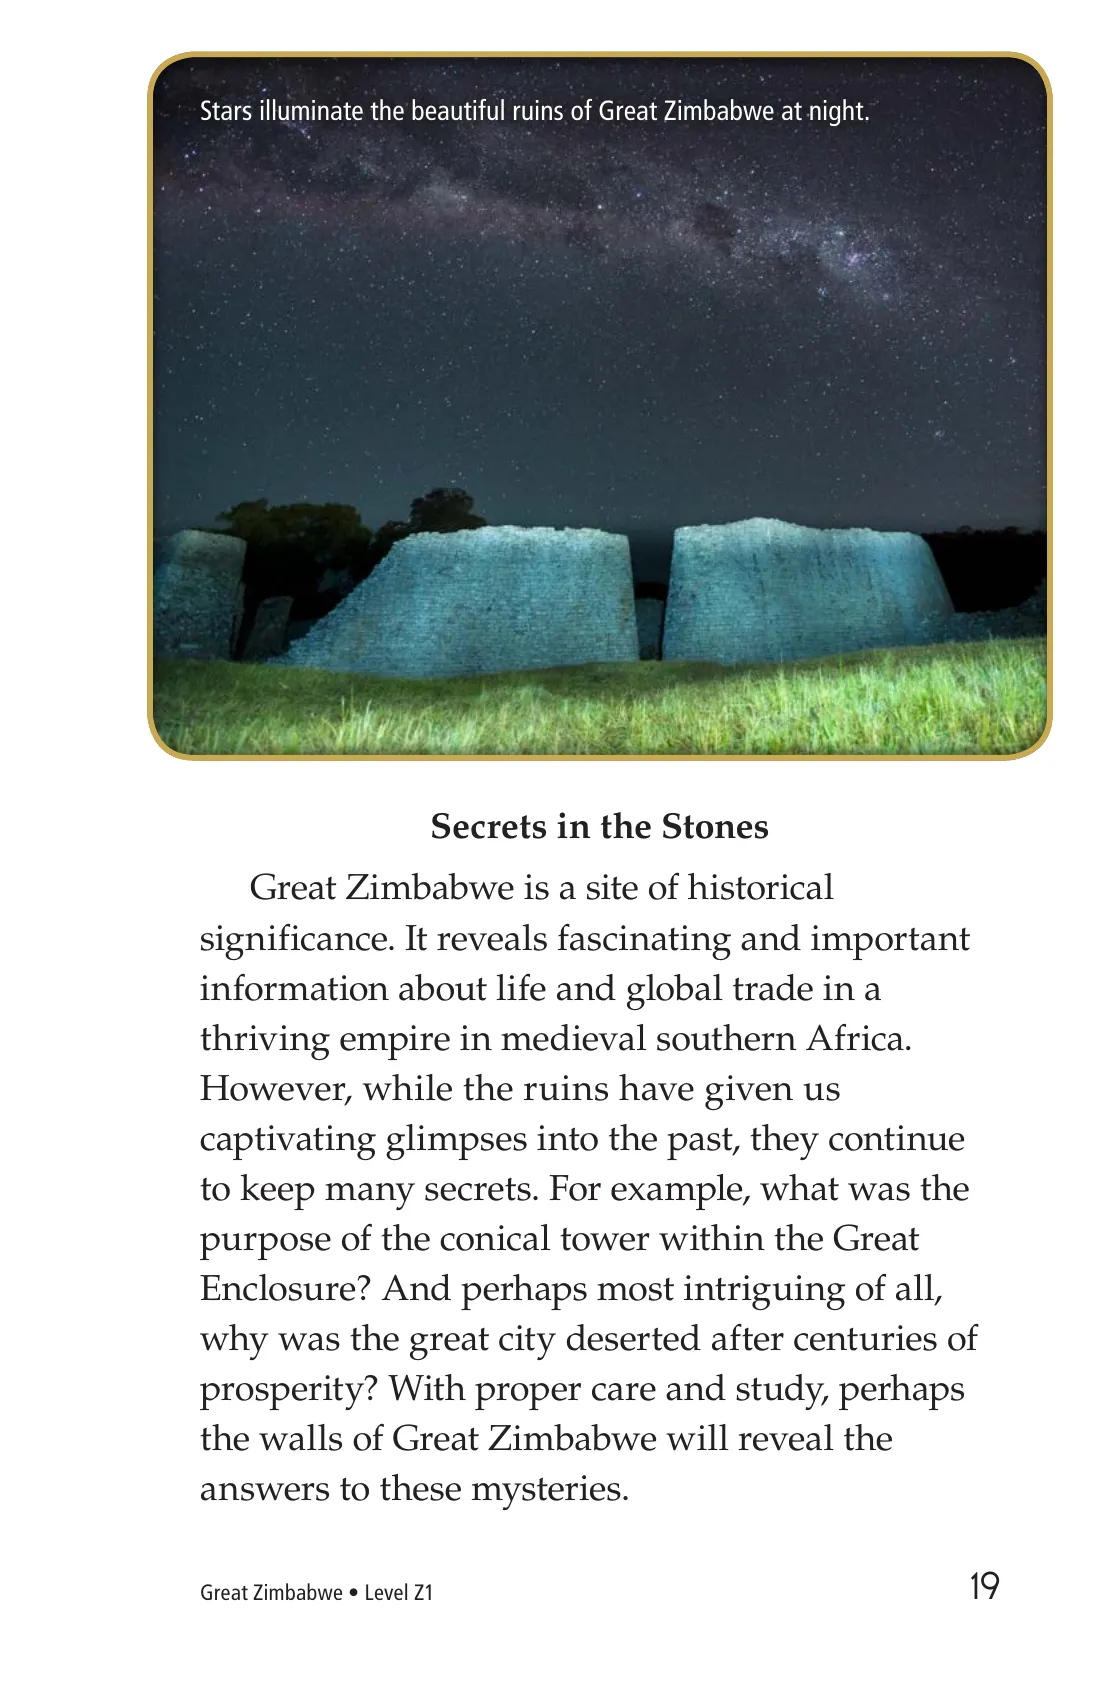 Stars illuminate the beautiful ruins of Great Zimbabwe at night.
Secrets in the Stones
Great Zimbabwe is a site of historical
significance. It reveals fascinating and important
information about life and global trade in a
thriving empire in medieval southern Africa.
However, while the ruins have given us
captivating glimpses into the past, they continue
to keep many secrets. For example, what was the
purpose of the conical tower within the Great
Enclosure? And perhaps most intriguing of all,
why was the great city deserted after centuries of
prosperity? With proper care and study, perhaps
the walls of Great Zimbabwe will reveal the
answers to these mysteries.
Great Zimbabwe • Level Z1
19